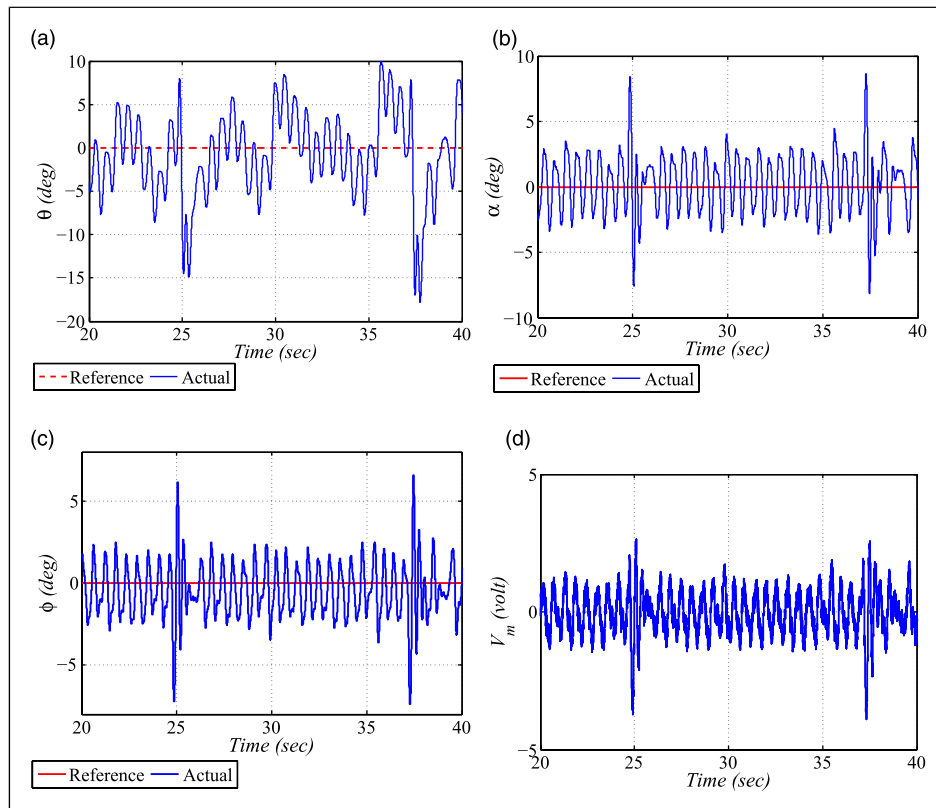 (a)
10
5
0
−5
−10
−15
−20
θ (deg)
20 25 30 35 40
Time (sec)
Reference Actual
(b)
10
5
0
−5
−10
α (deg)
20 25 30 35 40
Time (sec)
Reference Actual
(c)
5
0
−5
ϕ (deg)
20 25 30 35 40
Time (sec)
Reference Actual
(d)
5
0
−5
V_m (volt)
20 25 30 35 40
Time (sec)